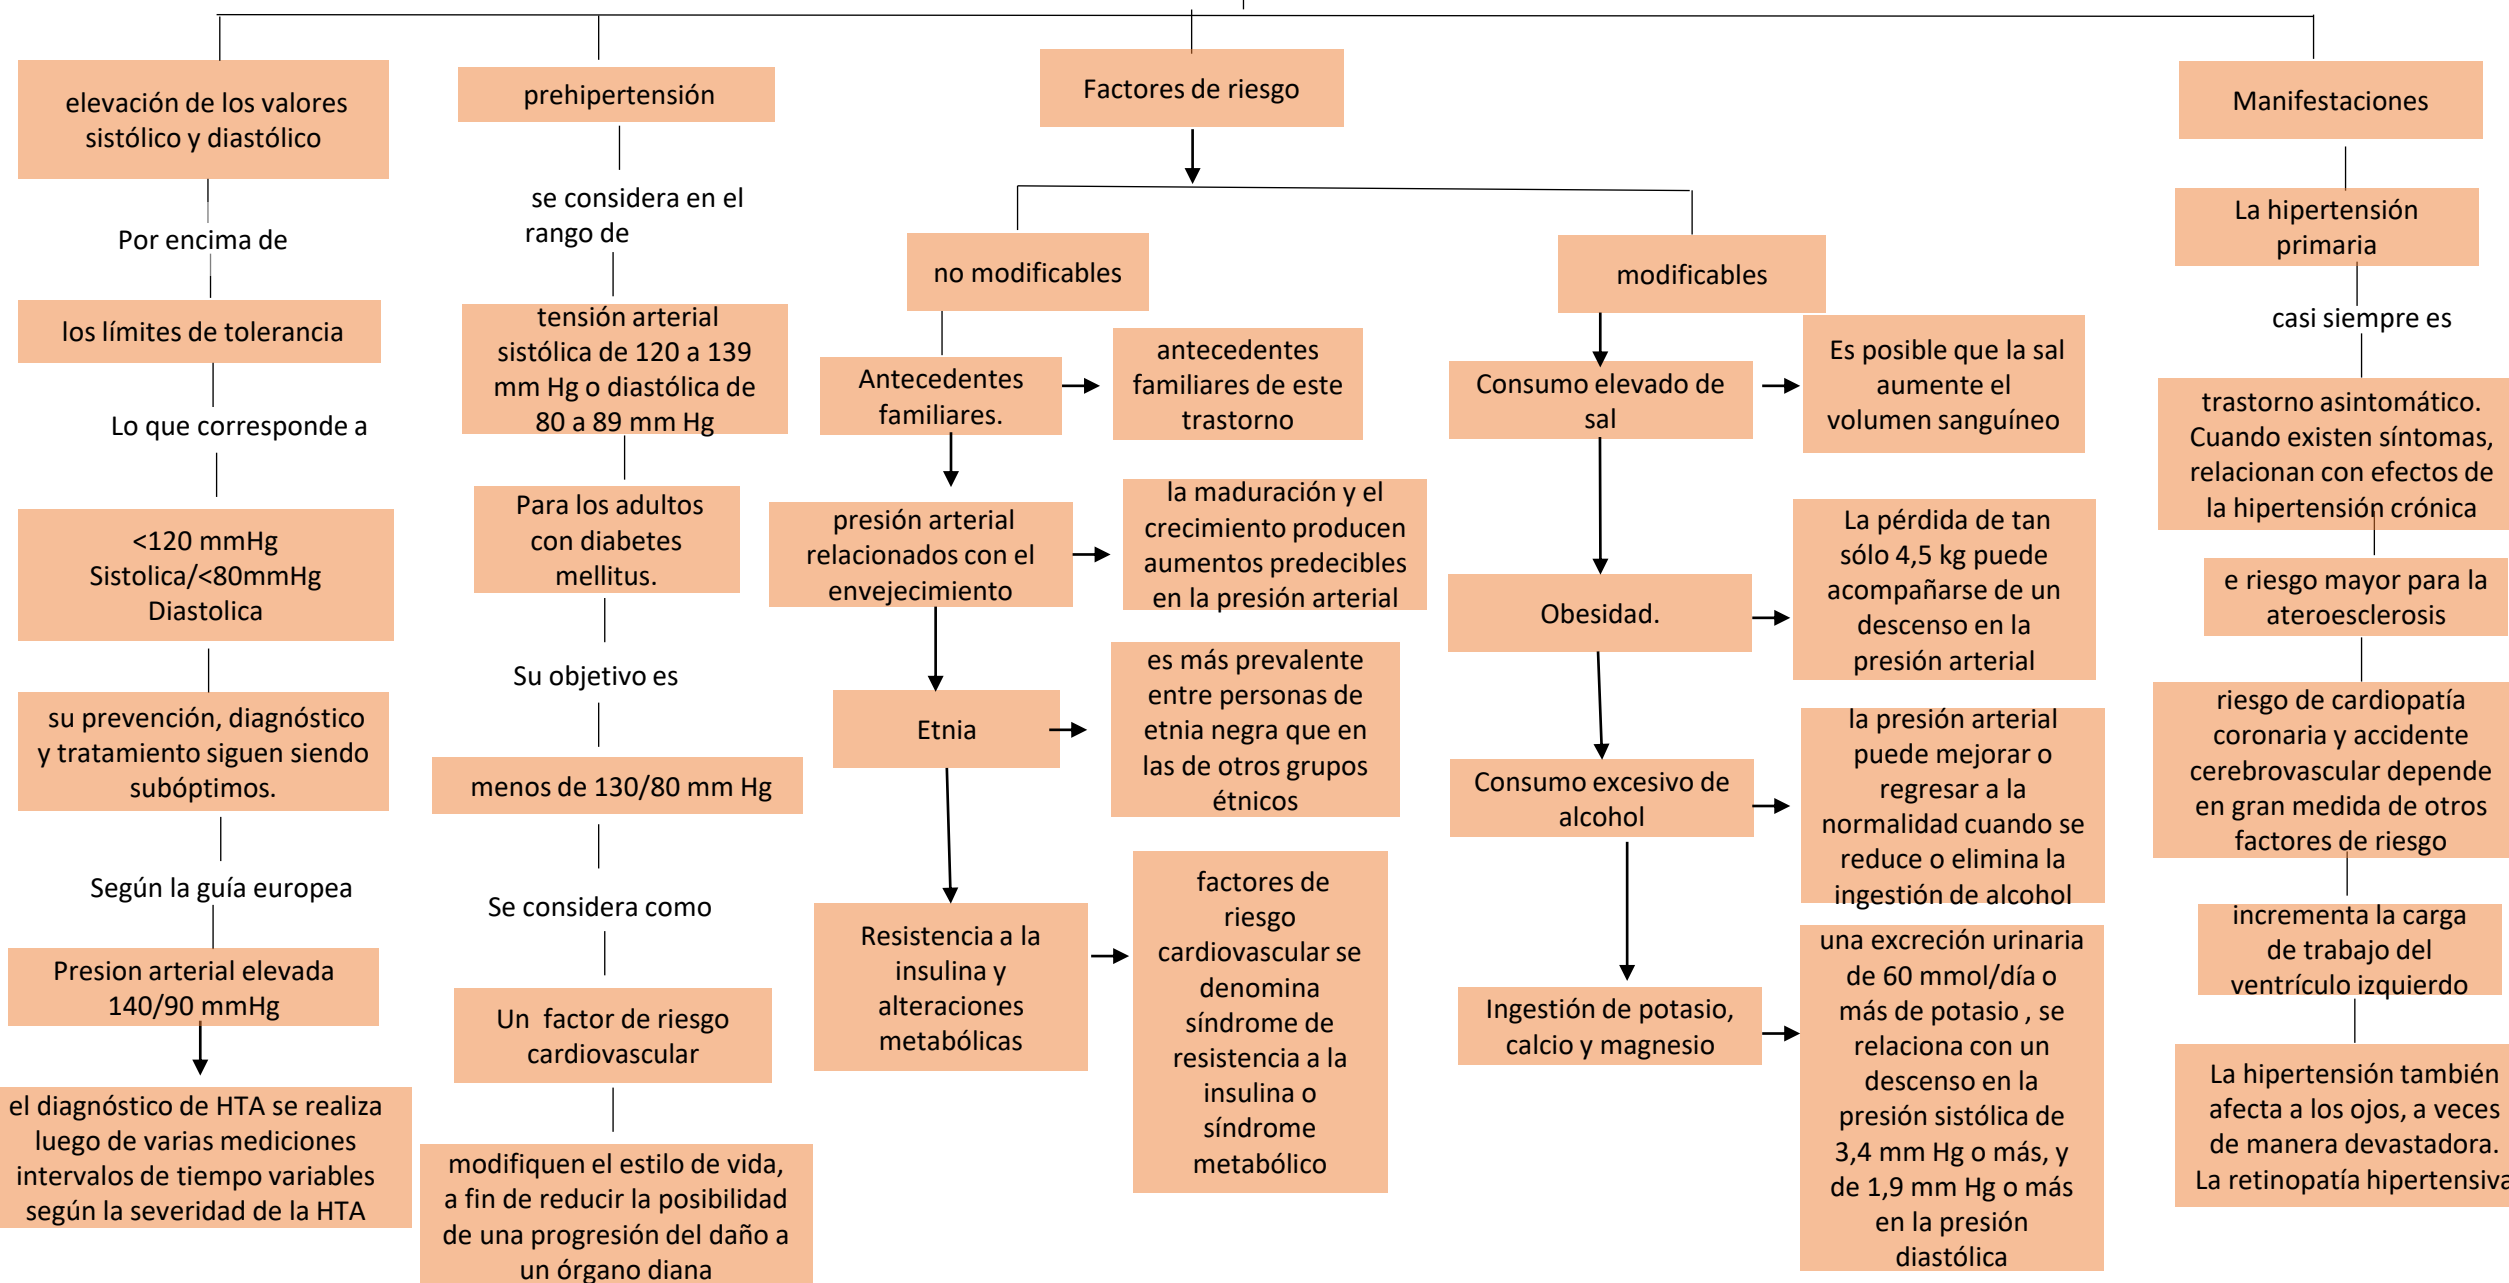 elevación de los valores
sistólico y diastólico
Por encima de
los límites de tolerancia
Lo que corresponde a
<120 mmHg
Sistolica/<80mmHg
Diastolica
su prevención, diagnóstico
y tratamiento siguen siendo
subóptimos.
Según la guía europea
Presion arterial elevada
140/90 mmHg
el diagnóstico de HTA se realiza
luego de varias mediciones
intervalos de tiempo variables
según la severidad de la HTA
prehipertensión
se considera en el
rango de
tensión arterial
sistólica de 120 a 139
mm Hg o diastólica de
80 a 89 mm Hg
Para los adultos
con diabetes
mellitus.
Su objetivo es
menos de 130/80 mm Hg
Se considera como
Un factor de riesgo
cardiovascular
modifiquen el estilo de vida,
a fin de reducir la posibilidad
de una progresión del daño a
un órgano diana
Factores de riesgo
no modificables
Antecedentes
familiares.
antecedentes
familiares de este
trastorno
presión arterial
relacionados con el
envejecimiento
la maduración y el
crecimiento producen
aumentos predecibles
en la presión arterial
Etnia
es más prevalente
entre personas de
etnia negra que en
las de otros grupos
étnicos
Resistencia a la
insulina y
alteraciones
metabólicas
factores de
riesgo
cardiovascular se
denomina
síndrome de
resistencia a la
insulina o
síndrome
metabólico
modificables
Consumo elevado de
sal
Es posible que la sal
aumente el
volumen sanguíneo
Obesidad.
La pérdida de tan
sólo 4,5 kg puede
acompañarse de un
descenso en la
presión arterial
Consumo excesivo de
alcohol
la presión arterial
puede mejorar o
regresar a la
normalidad cuando se
reduce o elimina la
ingestión de alcohol
Ingestión de potasio,
calcio y magnesio
una excreción urinaria
de 60 mmol/día o
más de potasio , se
relaciona con un
descenso en la
presión sistólica de
3,4 mm Hg o más, y
de 1,9 mm Hg o más
en la presión
diastólica
Manifestaciones
La hipertensión
primaria
casi siempre es
trastorno asintomático.
Cuando existen síntomas,
relacionan con efectos de
la hipertensión crónica
e riesgo mayor para la
ateroesclerosis
riesgo de cardiopatía
coronaria y accidente
cerebrovascular depende
en gran medida de otros
factores de riesgo
incrementa la carga
de trabajo del
ventrículo izquierdo
La hipertensión también
afecta a los ojos, a veces
de manera devastadora.
La retinopatía hipertensiva